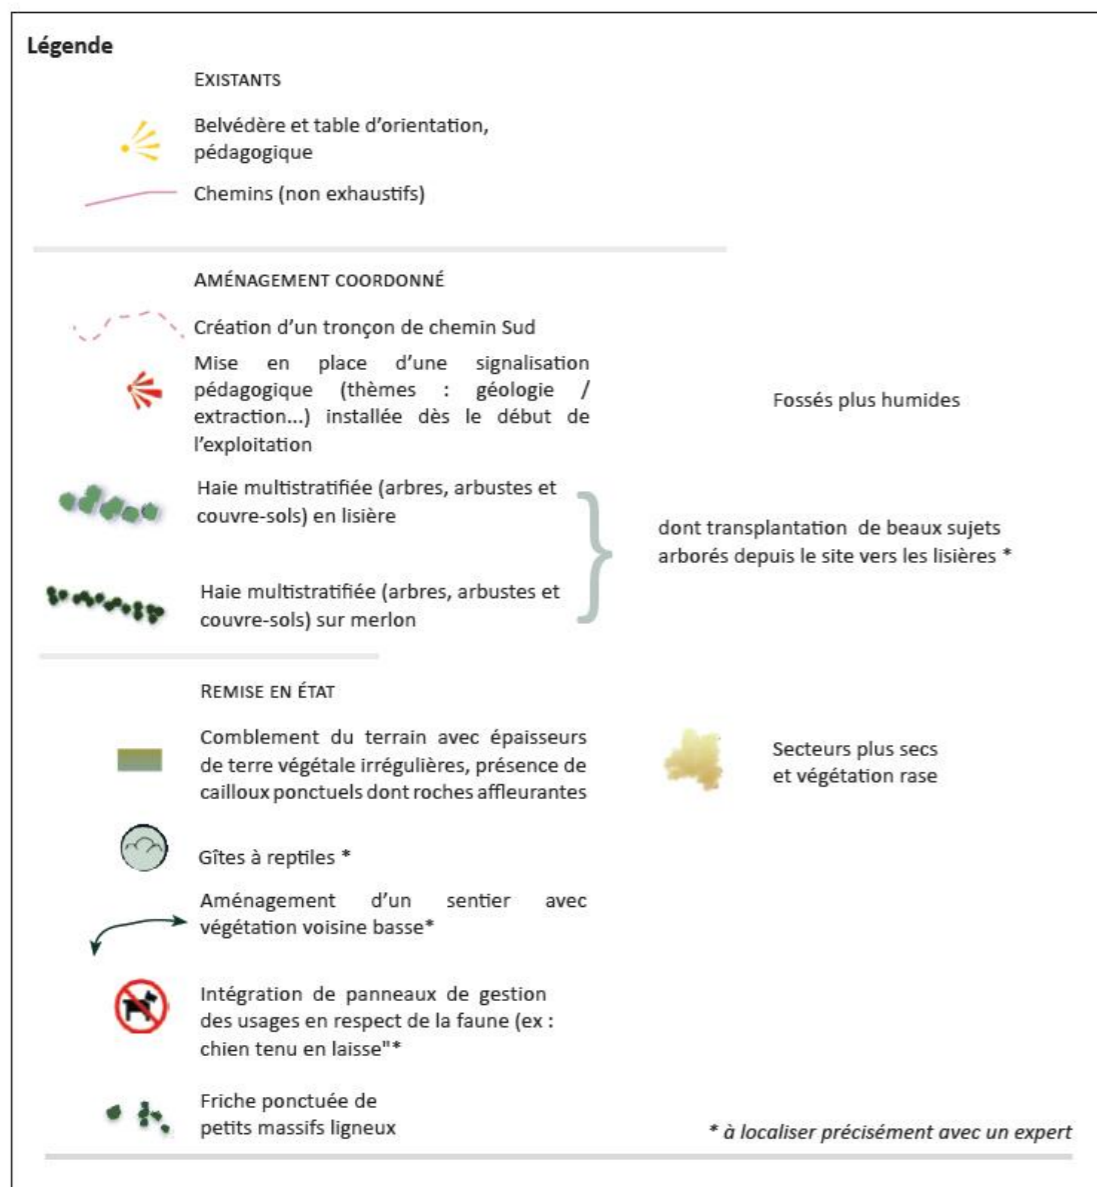 Légende
EXISTANTS
Belvédère et table d'orientation,
pédagogique
Chemins (non exhaustifs)
AMÉNAGEMENT COORDONNÉ
Création d'un tronçon de chemin Sud
Mise en place d'une signalisation
pédagogique (thèmes : géologie /
extraction...) installée dès le début de
l'exploitation
Fossés plus humides
Haie multistratifiée (arbres, arbustes et
couvre-sols) en lisière
dont transplantation de beaux sujets
arborés depuis le site vers les lisières *
Haie multistratifiée (arbres, arbustes et
couvre-sols) sur merlon
REMISE EN ÉTAT
Comblement du terrain avec épaisseurs
de terre végétale irrégulières, présence de
cailloux ponctuels dont roches affleurantes
Secteurs plus secs
et végétation rase
Gîtes à reptiles *
Aménagement d'un sentier avec
végétation voisine basse*
Intégration de panneaux de gestion
des usages en respect de la faune (ex :
chien tenu en laisse"*
Friche ponctuée de
petits massifs ligneux
* à localiser précisément avec un expert